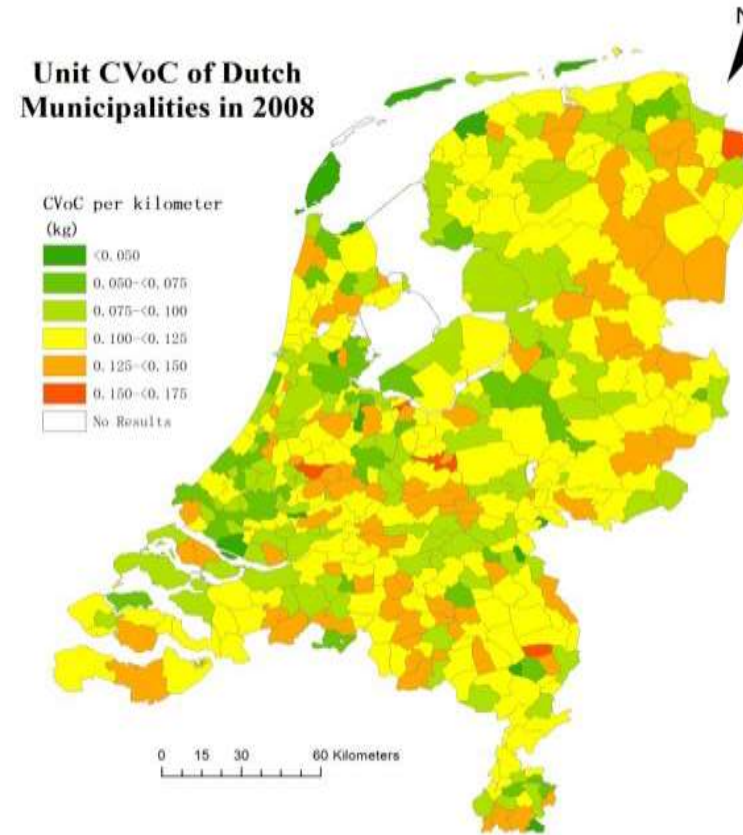 N
Unit CVoC of Dutch
Municipalities in 2008
CVoC per kilometer
(kg)
<0.050
0.050-<0.075
0.075-<0.100
0.100-<0.125
0.125-<0.150
0.150-<0.175
No Results
0 15 30 60 Kilometers